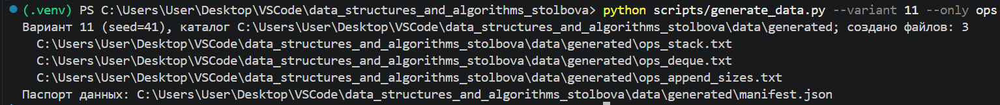 (.venv) PS C:\Users\User\Desktop\VSCode\data_structures_and_algorithms_stolbova> python scripts/generate_data.py --variant 11 --only ops
Вариант 11 (seed=41), каталог C:\Users\User\Desktop\VSCode\data_structures_and_algorithms_stolbova\data\generated; создано файлов: 3
C:\Users\User\Desktop\VSCode\data_structures_and_algorithms_stolbova\data\generated\ops_stack.txt
C:\Users\User\Desktop\VSCode\data_structures_and_algorithms_stolbova\data\generated\ops_deque.txt
C:\Users\User\Desktop\VSCode\data_structures_and_algorithms_stolbova\data\generated\ops_append_sizes.txt
Паспорт данных: C:\Users\User\Desktop\VSCode\data_structures_and_algorithms_stolbova\data\generated\manifest.json